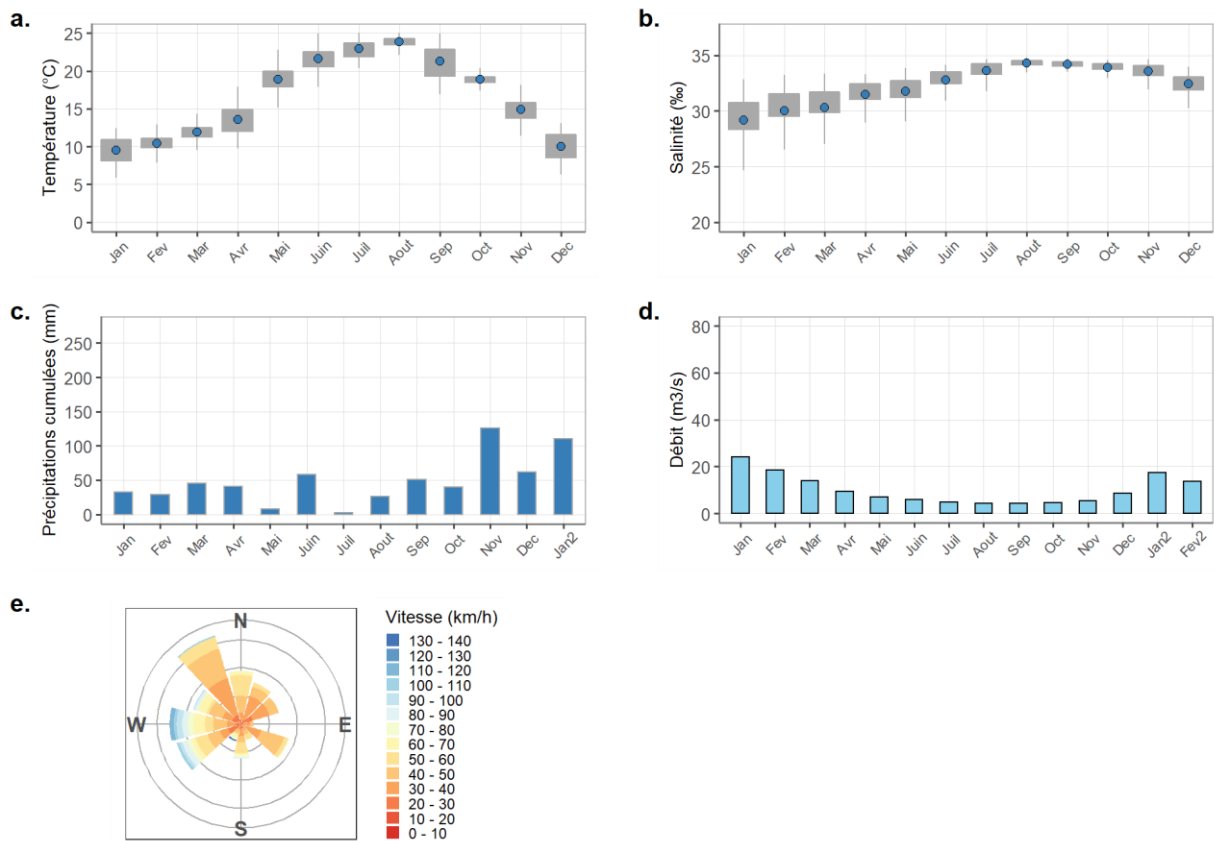 a.
Température (°C)
25
20
15
10
5
0
Jan Fev Mar Avr Mai Juin Juil Aout Sep Oct Nov Dec
b.
Salinité (‰)
35
30
25
20
Jan Fev Mar Avr Mai Juin Juil Aout Sep Oct Nov Dec
c.
Précipitations cumulées (mm)
250
200
150
100
50
0
Jan Fev Mar Avr Mai Juin Juil Aout Sep Oct Nov Dec Jan2
d.
Débit (m3/s)
80
60
40
20
0
Jan Fev Mar Avr Mai Juin Juil Aout Sep Oct Nov Dec Jan2 Fev2
e.
N
W E
S
Vitesse (km/h)
130 - 140
120 - 130
110 - 120
100 - 110
90 - 100
80 - 90
70 - 80
60 - 70
50 - 60
40 - 50
30 - 40
20 - 30
10 - 20
0 - 10